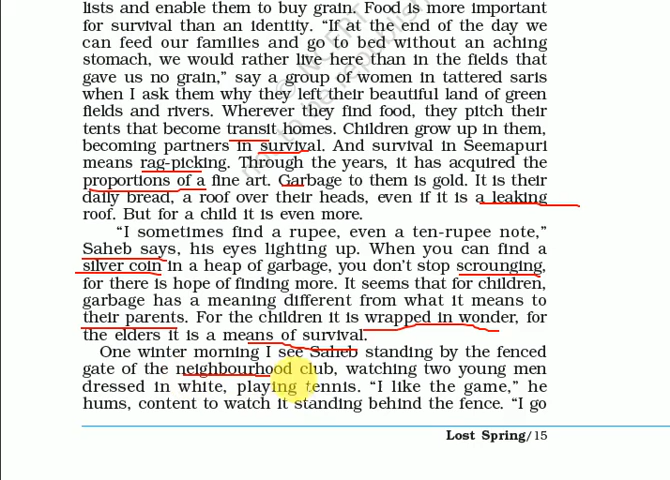 lists and enable them to buy grain. Food is more important
for survival than an identity. “If at the end of the day we
can feed our families and go to bed without an aching
stomach, we would rather live here than in the fields that
gave us no grain,” say a group of women in tattered saris
when I ask them why they left their beautiful land of green
fields and rivers. Wherever they find food, they pitch their
tents that become transit homes. Children grow up in them,
becoming partners in survival. And survival in Seemapuri
means rag-picking. Through the years, it has acquired the
proportions of a fine art. Garbage to them is gold. It is their
daily bread, a roof over their heads, even if it is a leaking
roof. But for a child it is even more.
“I sometimes find a rupee, even a ten-rupee note,”
Saheb says, his eyes lighting up. When you can find a
silver coin in a heap of garbage, you don’t stop scrounging,
for there is hope of finding more. It seems that for children,
garbage has a meaning different from what it means to
their parents. For the children it is wrapped in wonder, for
the elders it is a means of survival.
One winter morning I see Saheb standing by the fenced
gate of the neighbourhood club, watching two young men
dressed in white, playing tennis. “I like the game,” he
hums, content to watch it standing behind the fence. “I go
Lost Spring/15